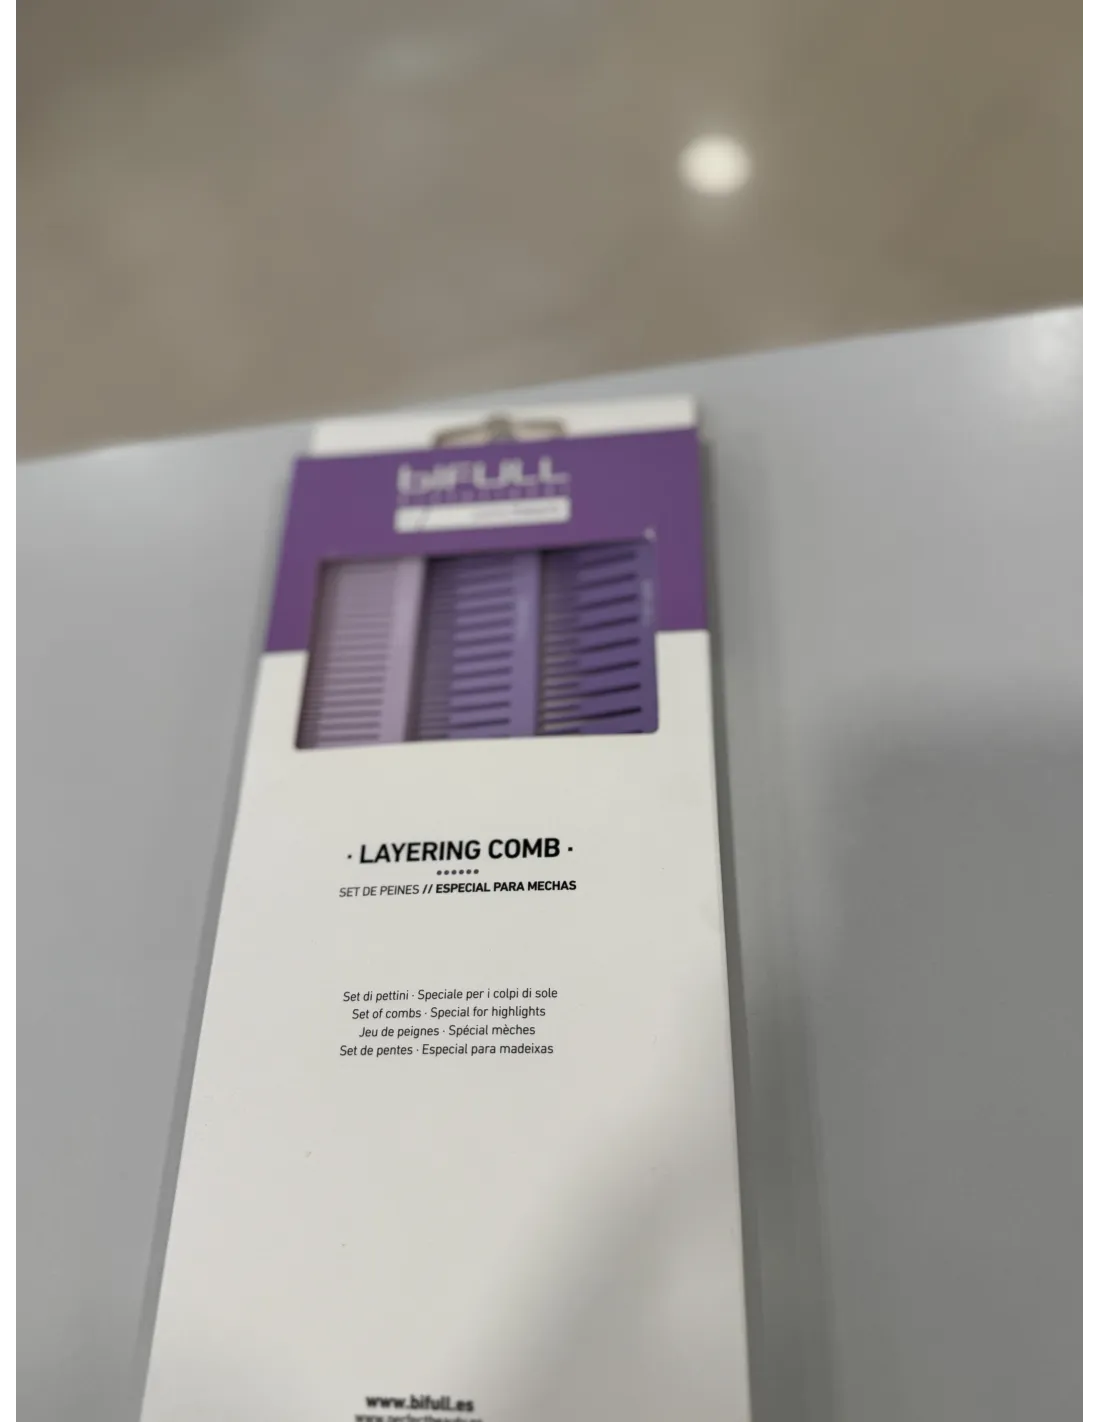 bIFULL
· LAYERING COMB ·
SET DE PEINES // ESPECIAL PARA MECHAS
Set di pettini · Speciale per i colpi di sole
Set of combs · Special for highlights
Jeu de peignes · Spécial mèches
Set de pentes · Especial para madeixas
www.bifull.es